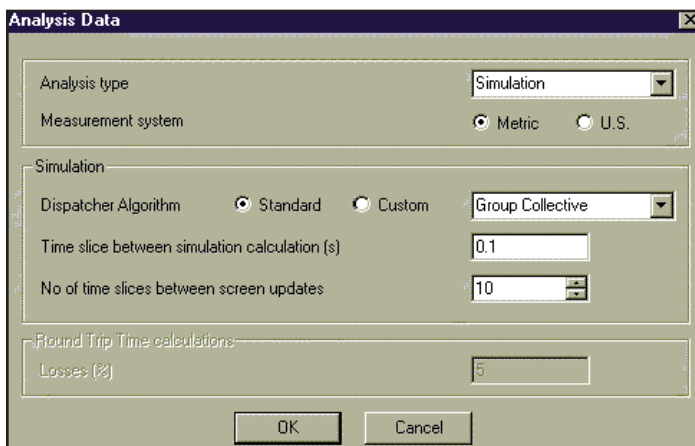 Analysis Data
Analysis type Simulation
Measurement system Metric U.S.
Simulation
Dispatcher Algorithm Standard Custom Group Collective
Time slice between simulation calculation (s) 0.1
No of time slices between screen updates 10
Round Trip Time calculations
Losses (%) 5
OK Cancel